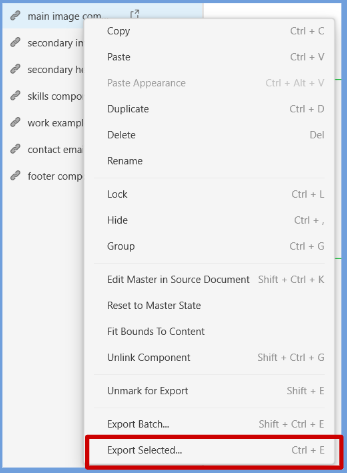 main image com...
secondary in
secondary he
skills compo
work exampl
contact emai
footer comp
Copy Ctrl + C
Paste Ctrl + V
Paste Appearance Ctrl + Alt + V
Duplicate Ctrl + D
Delete Del
Rename
Lock Ctrl + L
Hide Ctrl + ,
Group Ctrl + G
Edit Master in Source Document Shift + Ctrl + K
Reset to Master State
Fit Bounds To Content
Unlink Component Shift + Ctrl + G
Unmark for Export Shift + E
Export Batch... Shift + Ctrl + E
Export Selected... Ctrl + E